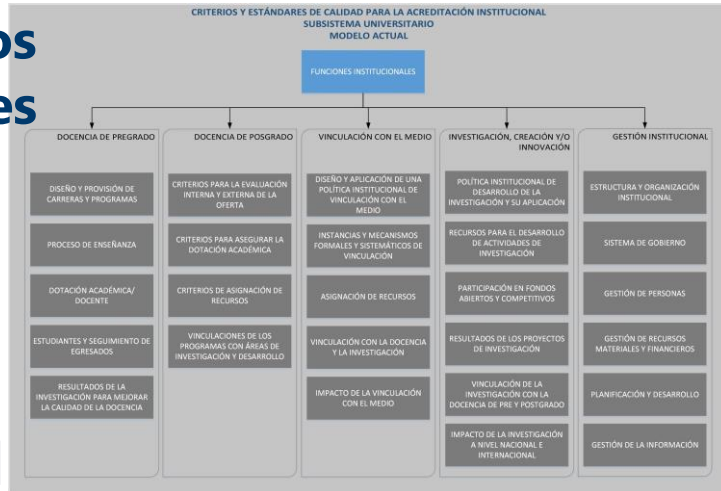 os
es
CRITERIOS Y ESTÁNDARES DE CALIDAD PARA LA ACREDITACIÓN INSTITUCIONAL
SUBSISTEMA UNIVERSITARIO
MODELO ACTUAL
FUNCIONES INSTITUCIONALES
DOCENCIA DE PREGRADO
DISEÑO Y PROVISIÓN DE
CARRERAS Y PROGRAMAS
PROCESO DE ENSEÑANZA
DOTACIÓN ACADÉMICA/
DOCENTE
ESTUDIANTES Y SEGUIMIENTO DE
EGRESADOS
RESULTADOS DE LA
INVESTIGACIÓN PARA MEJORAR
LA CALIDAD DE LA DOCENCIA
DOCENCIA DE POSGRADO
CRITERIOS PARA LA EVALUACIÓN
INTERNA Y EXTERNA DE LA
OFERTA
CRITERIOS PARA ASEGURAR LA
DOTACIÓN ACADÉMICA
CRITERIOS DE ASIGNACIÓN DE
RECURSOS
VINCULACIONES DE LOS
PROGRAMAS CON ÁREAS DE
INVESTIGACIÓN Y DESARROLLO
VINCULACIÓN CON EL MEDIO
DISEÑO Y APLICACIÓN DE UNA
POLÍTICA INSTITUCIONAL DE
VINCULACIÓN CON EL
MEDIO
INSTANCIAS Y MECANISMOS
FORMALES Y SISTEMÁTICOS DE
VINCULACIÓN
ASIGNACIÓN DE RECURSOS
VINCULACIÓN CON LA DOCENCIA
Y LA INVESTIGACIÓN
IMPACTO DE LA VINCULACIÓN
CON EL MEDIO
INVESTIGACIÓN, CREACIÓN Y/O
INNOVACIÓN
POLÍTICA INSTITUCIONAL DE
DESARROLLO DE LA
INVESTIGACIÓN Y SU APLICACIÓN
RECURSOS PARA EL DESARROLLO
DE ACTIVIDADES DE
INVESTIGACIÓN
PARTICIPACIÓN EN FONDOS
ABIERTOS Y COMPETITIVOS
RESULTADOS DE LOS PROYECTOS
DE INVESTIGACIÓN
VINCULACIÓN DE LA
INVESTIGACIÓN CON LA
DOCENCIA DE PRE Y POSTGRADO
IMPACTO DE LA INVESTIGACIÓN
A NIVEL NACIONAL E
INTERNACIONAL
GESTIÓN INSTITUCIONAL
ESTRUCTURA Y ORGANIZACIÓN
INSTITUCIONAL
SISTEMA DE GOBIERNO
GESTIÓN DE PERSONAS
GESTIÓN DE RECURSOS
MATERIALES Y FINANCIEROS
PLANIFICACIÓN Y DESARROLLO
GESTIÓN DE LA INFORMACIÓN